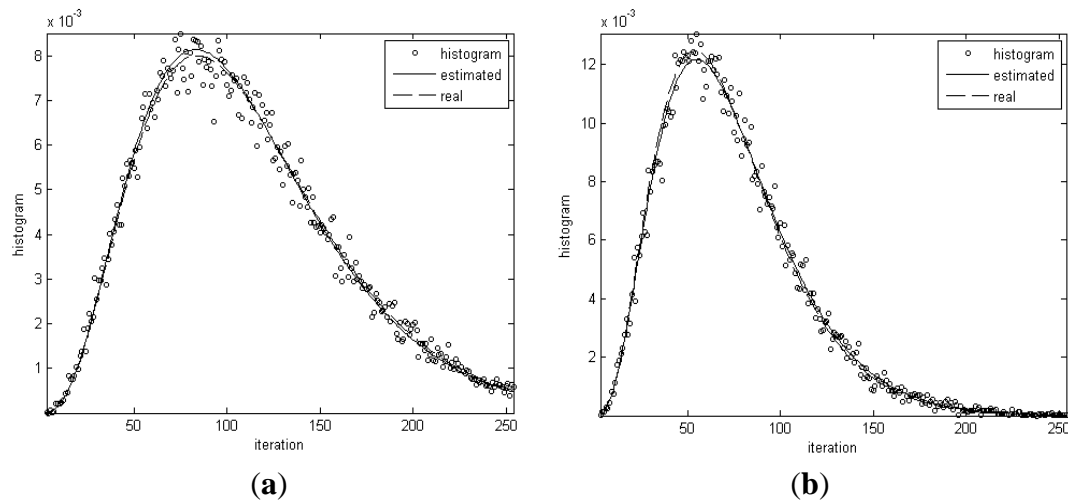 x 10⁻³
8
7
6
5
4
3
2
1
histogram
50 100 150 200 250
iteration
histogram
estimated
real
(a)
x 10⁻³
12
10
8
6
4
2
histogram
50 100 150 200 250
iteration
histogram
estimated
real
(b)